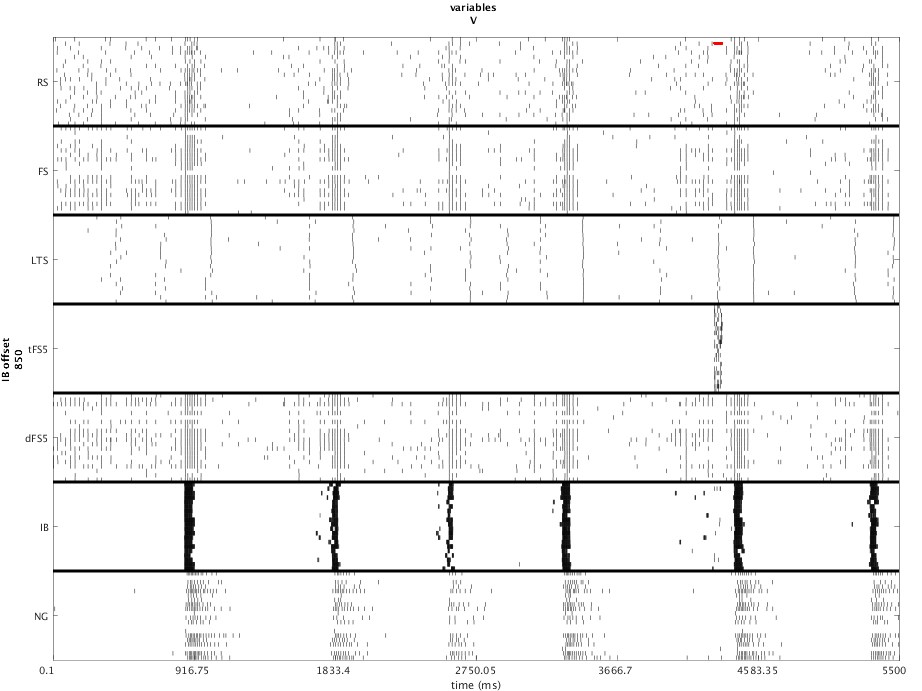 variables
V
RS
FS
LTS
tFS5
dFS5
IB
NG
IB offset
850
0.1
916.75
1833.4
2750.05
3666.7
4583.35
5500
time (ms)